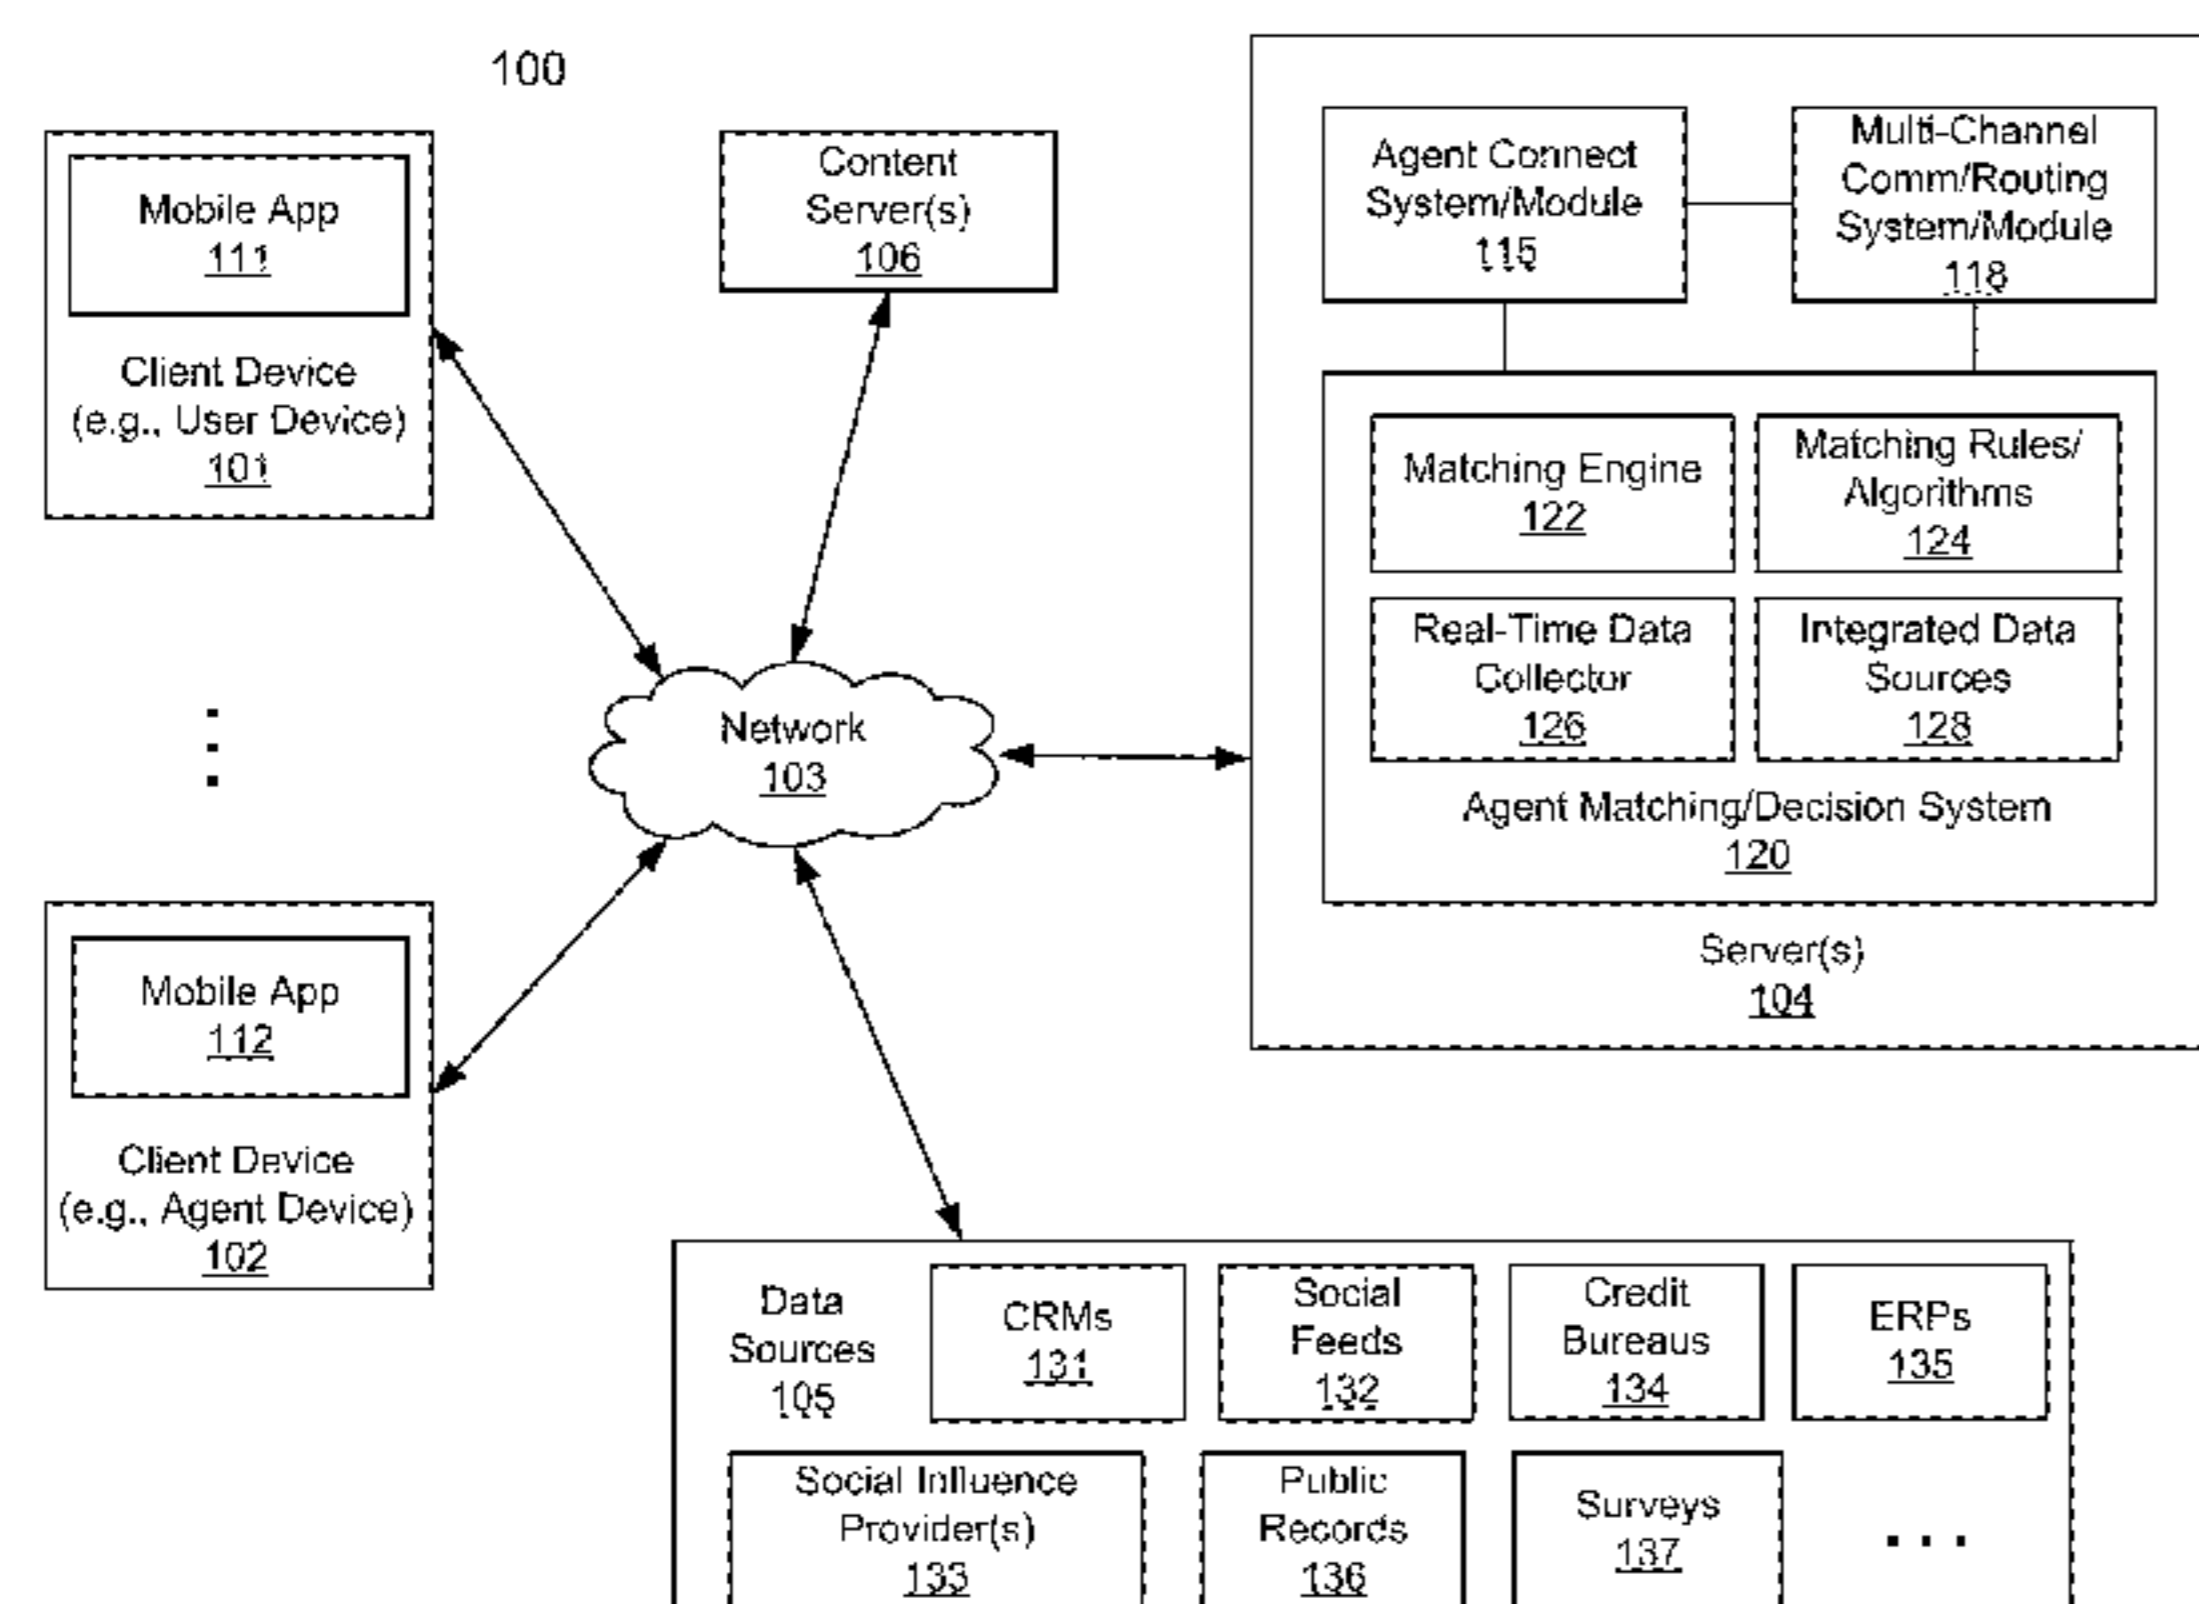 100
Mobile App
111
Client Device
(e.g., User Device)
101
Content
Server(s)
106
Agent Connect
System/Module
115
Multi-Channel
Comm/Routing
System/Module
118
Matching Engine
122
Matching Rules/
Algorithms
124
Real-Time Data
Collector
126
Integrated Data
Sources
128
Agent Matching/Decision System
120
Server(s)
104
Network
103
Mobile App
112
Client Device
(e.g., Agent Device)
102
Data
Sources
105
CRMs
131
Social
Feeds
132
Credit
Bureaus
134
ERPs
135
Social Influence
Provider(s)
133
Public
Records
136
Surveys
137